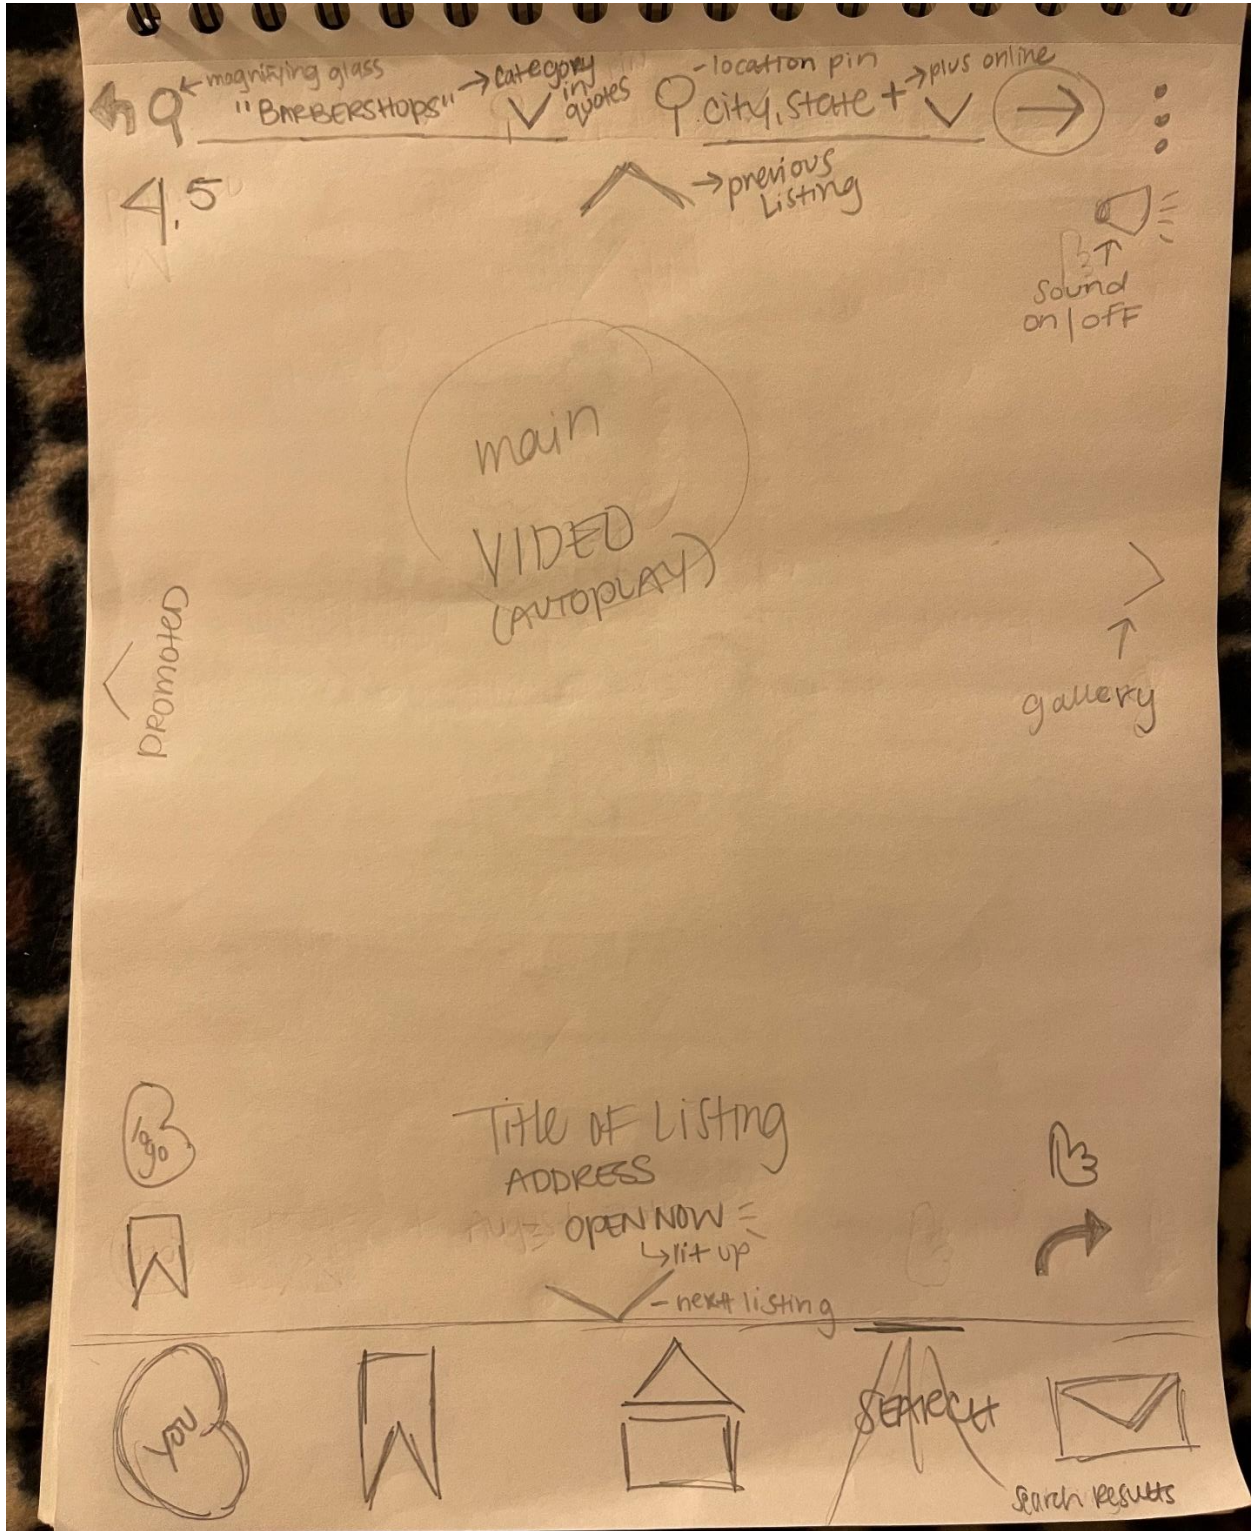 magnifying glass
"BARBERSHOPS"
category
in
quotes
-location pin
city, state +
plus online
4.5
previous
Listing
Sound
on/off
main
VIDEO
(AUTOPLAY)
PROMOTED
gallery
Title of Listing
ADDRESS
OPEN NOW
lit up
- next listing
to
go
YOU
SEARCH
search results